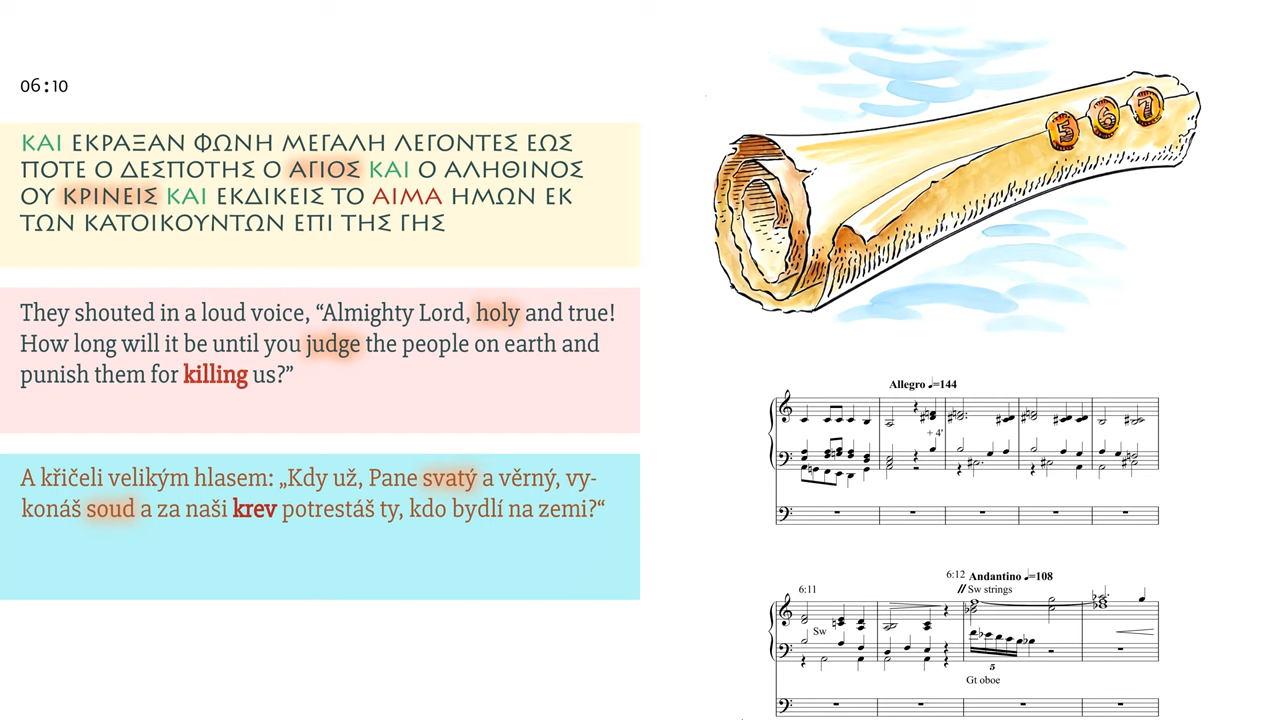 06:10
ΚΑΙ ΕΚΡΑΞΑΝ ΦΩΝΗ ΜΕΓΑΛΗ ΛΕΓΟΝΤΕΣ ΕΩΣ
ΠΟΤΕ Ο ΔΕΣΠΟΤΗΣ Ο ΑΓΙΟΣ ΚΑΙ Ο ΑΛΗΘΙΝΟΣ
ΟΥ ΚΡΙΝΕΙΣ ΚΑΙ ΕΚΔΙΚΕΙΣ ΤΟ ΑΙΜΑ ΗΜΩΝ ΕΚ
ΤΩΝ ΚΑΤΟΙΚΟΥΝΤΩΝ ΕΠΙ ΤΗΣ ΓΗΣ
They shouted in a loud voice, “Almighty Lord, holy and true!
How long will it be until you judge the people on earth and
punish them for killing us?”
A křičeli velikým hlasem: „Kdy už, Pane svatý a věrný, vy-
konáš soud a za naši krev potrestáš ty, kdo bydlí na zemi?“
5 6 7
Allegro ♩=144
+ 4'
6:11
6:12 Andantino ♩=108
Sw strings
Sw
5
Gt oboe